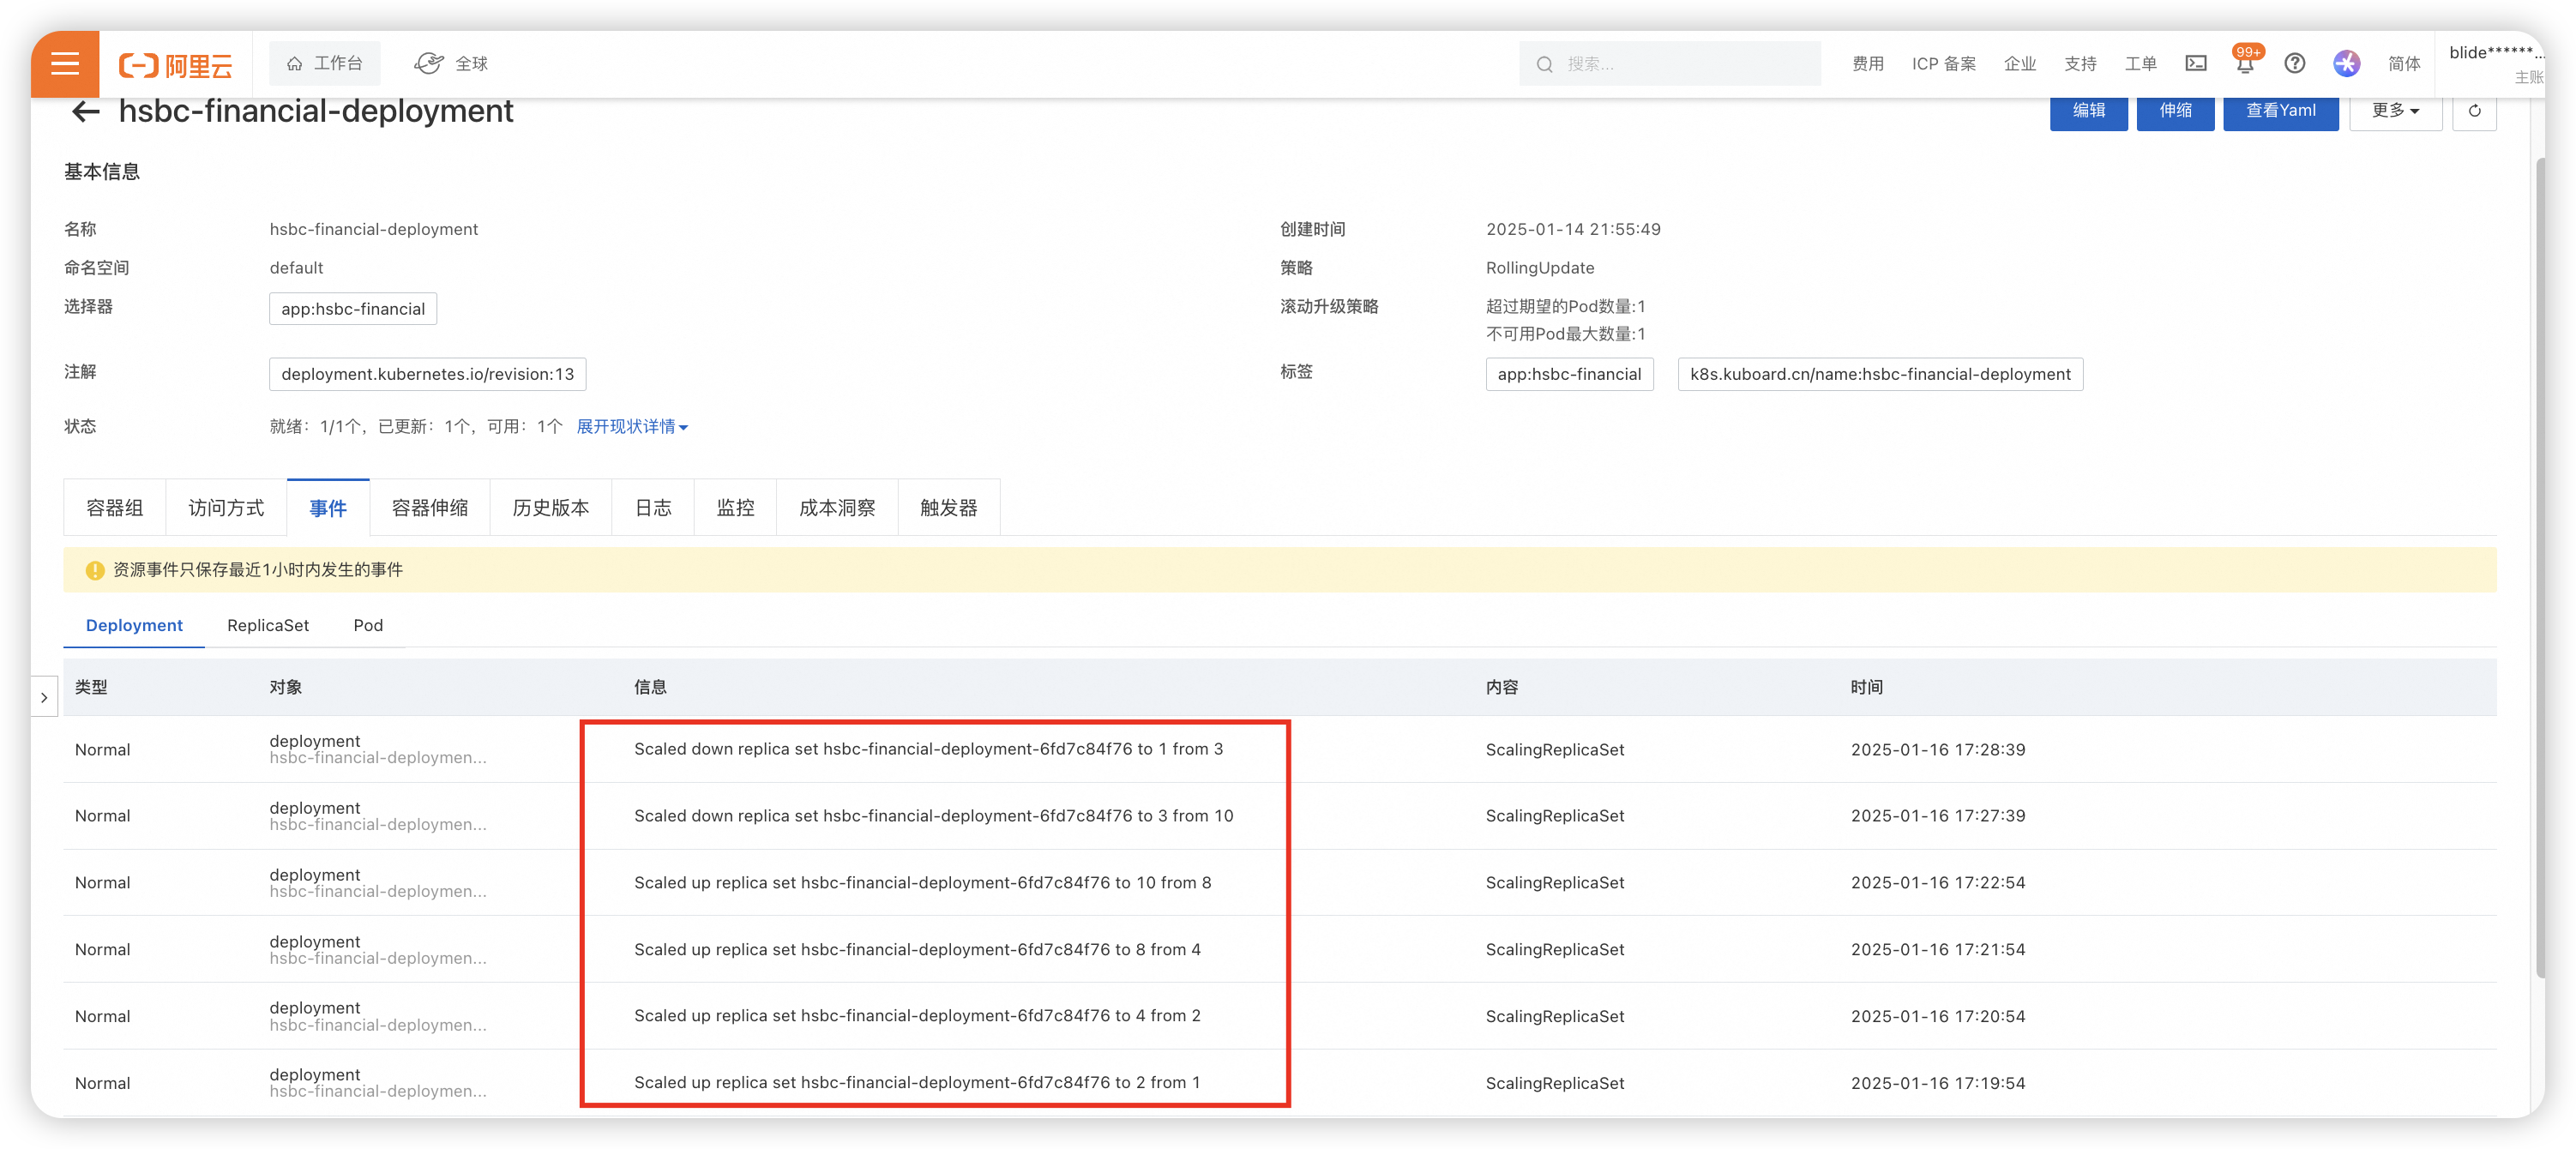 阿里云
工作台
全球
搜索...
费用
ICP 备案
企业
支持
工单
99+
简体
blide******...
主账
hsbc-financial-deployment
编辑
伸缩
查看Yaml
更多
基本信息
名称
hsbc-financial-deployment
创建时间
2025-01-14 21:55:49
命名空间
default
策略
RollingUpdate
选择器
app:hsbc-financial
滚动升级策略
超过期望的Pod数量:1
不可用Pod最大数量:1
注解
deployment.kubernetes.io/revision:13
标签
app:hsbc-financial
k8s.kuboard.cn/name:hsbc-financial-deployment
状态
就绪: 1/1个, 已更新: 1个, 可用: 1个 展开现状详情
容器组
访问方式
事件
容器伸缩
历史版本
日志
监控
成本洞察
触发器
资源事件只保存最近1小时内发生的事件
Deployment
ReplicaSet
Pod
类型
对象
信息
内容
时间
Normal
deployment
hsbc-financial-deploymen...
Scaled down replica set hsbc-financial-deployment-6fd7c84f76 to 1 from 3
ScalingReplicaSet
2025-01-16 17:28:39
Normal
deployment
hsbc-financial-deploymen...
Scaled down replica set hsbc-financial-deployment-6fd7c84f76 to 3 from 10
ScalingReplicaSet
2025-01-16 17:27:39
Normal
deployment
hsbc-financial-deploymen...
Scaled up replica set hsbc-financial-deployment-6fd7c84f76 to 10 from 8
ScalingReplicaSet
2025-01-16 17:22:54
Normal
deployment
hsbc-financial-deploymen...
Scaled up replica set hsbc-financial-deployment-6fd7c84f76 to 8 from 4
ScalingReplicaSet
2025-01-16 17:21:54
Normal
deployment
hsbc-financial-deploymen...
Scaled up replica set hsbc-financial-deployment-6fd7c84f76 to 4 from 2
ScalingReplicaSet
2025-01-16 17:20:54
Normal
deployment
hsbc-financial-deploymen...
Scaled up replica set hsbc-financial-deployment-6fd7c84f76 to 2 from 1
ScalingReplicaSet
2025-01-16 17:19:54